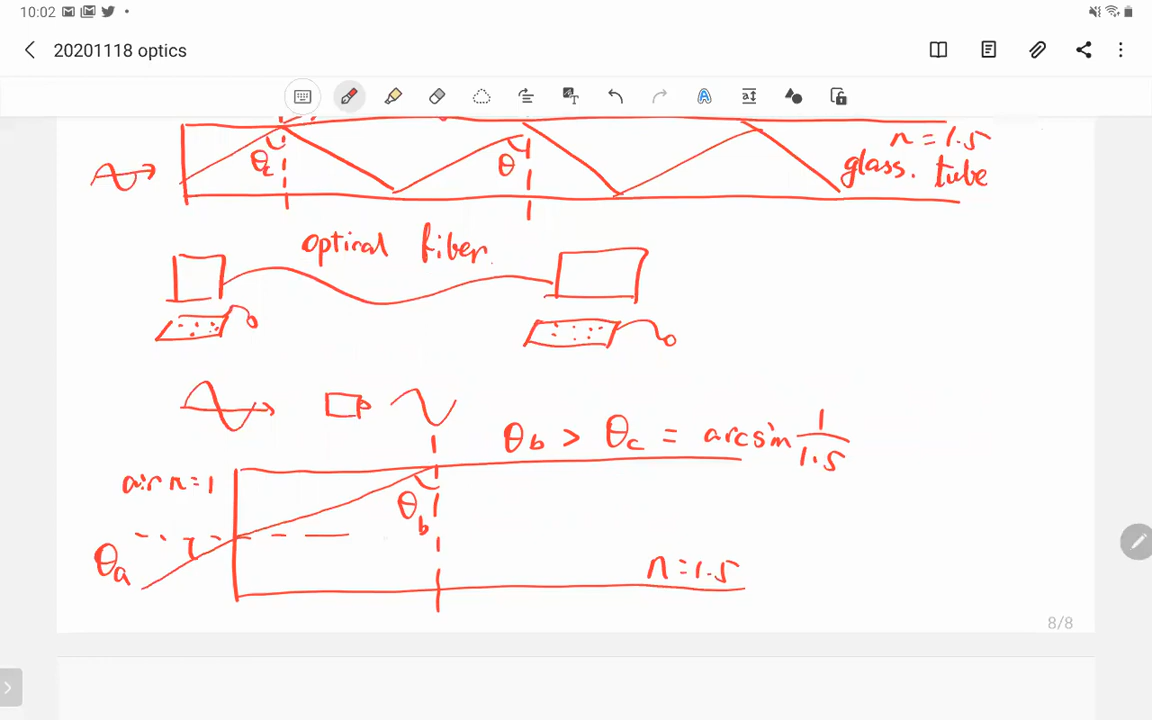 10:02
20201118 optics
n = 1.5
θc θ glass. tube
optical fiber
θb > θc = arcsin 1/1.5
air n=1
θb
θa
n=1.5
8/8